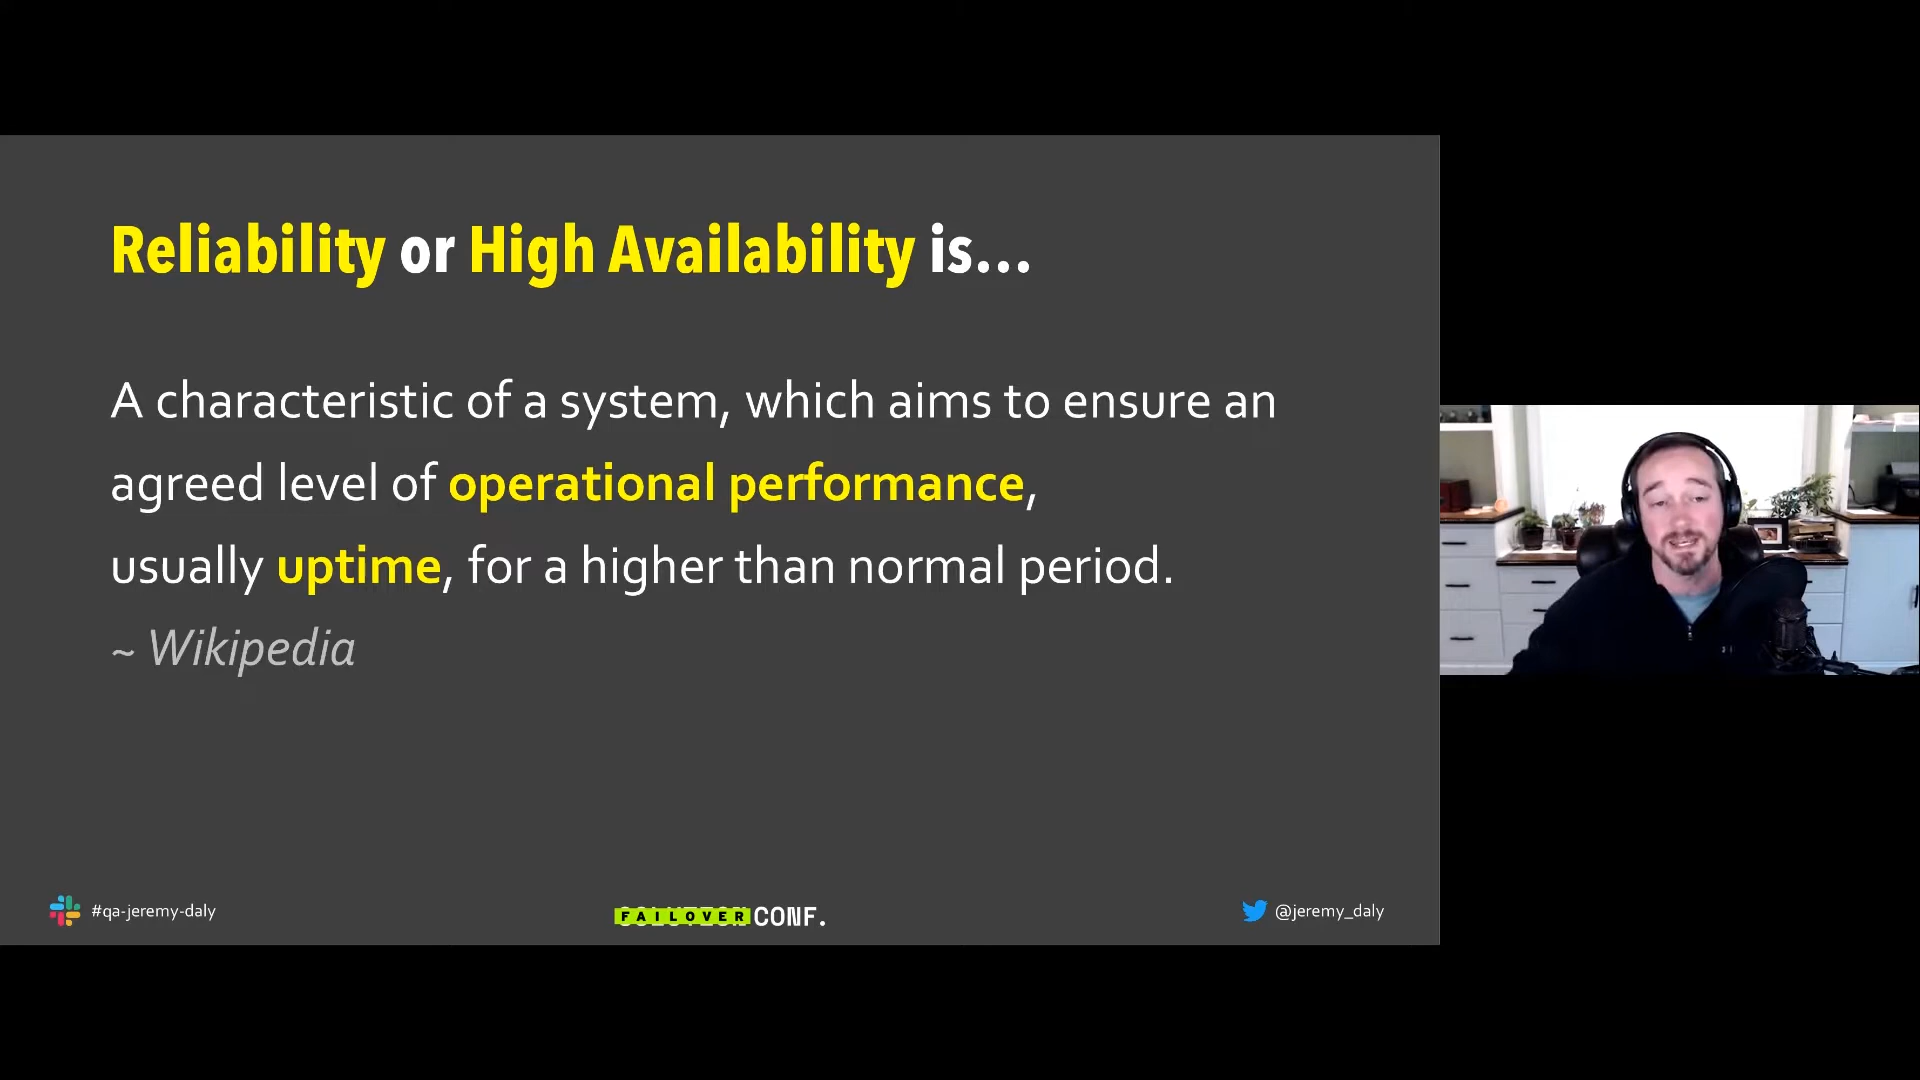 Reliability or High Availability is...
A characteristic of a system, which aims to ensure an
agreed level of operational performance,
usually uptime, for a higher than normal period.
~ Wikipedia
#qa-jeremy-daly
FAILOVER CONF.
@jeremy_daly